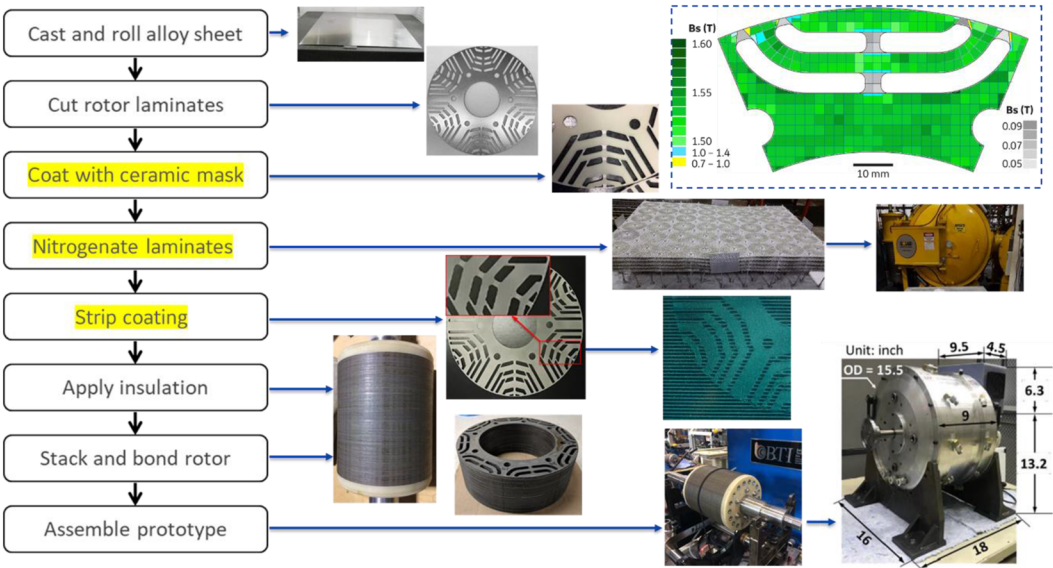 Cast and roll alloy sheet
Cut rotor laminates
Coat with ceramic mask
Nitrogenate laminates
Strip coating
Apply insulation
Stack and bond rotor
Assemble prototype
Bs (T)
1.60
1.55
1.50
1.0 – 1.4
0.7 – 1.0
10 mm
Bs (T)
0.09
0.07
0.05
BTI
Unit: inch
OD = 15.5
9.5
4.5
6.3
9
13.2
16
18